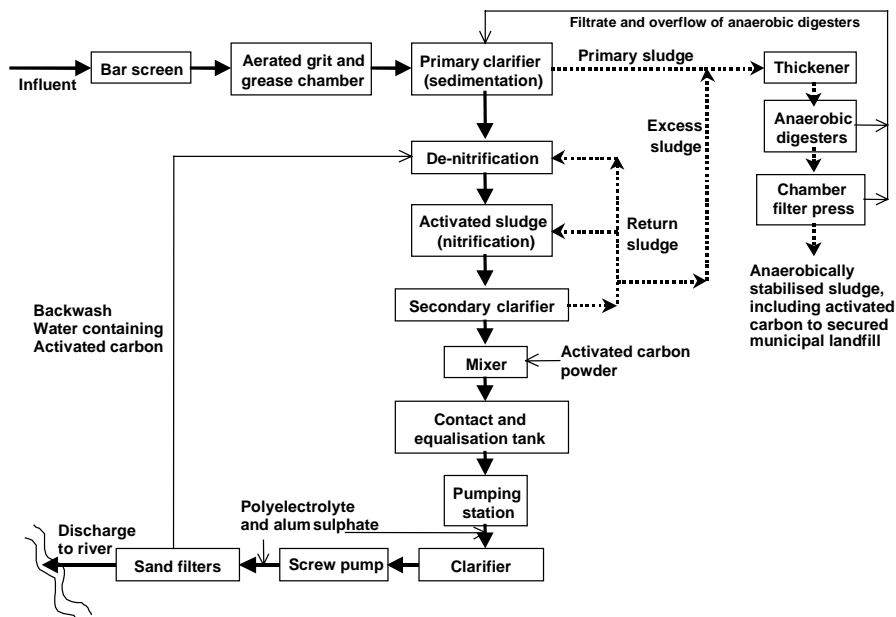 Filtrate and overflow of anaerobic digesters
Influent
Bar screen
Aerated grit and
grease chamber
Primary clarifier
(sedimentation)
Primary sludge
Thickener
Excess
sludge
Anaerobic
digesters
De-nitrification
Chamber
filter press
Activated sludge
(nitrification)
Return
sludge
Anaerobically
stabilised sludge,
including activated
carbon to secured
municipal landfill
Backwash
Water containing
Activated carbon
Secondary clarifier
Mixer
Activated carbon
powder
Contact and
equalisation tank
Pumping
station
Polyelectrolyte
and alum sulphate
Discharge
to river
Sand filters
Screw pump
Clarifier